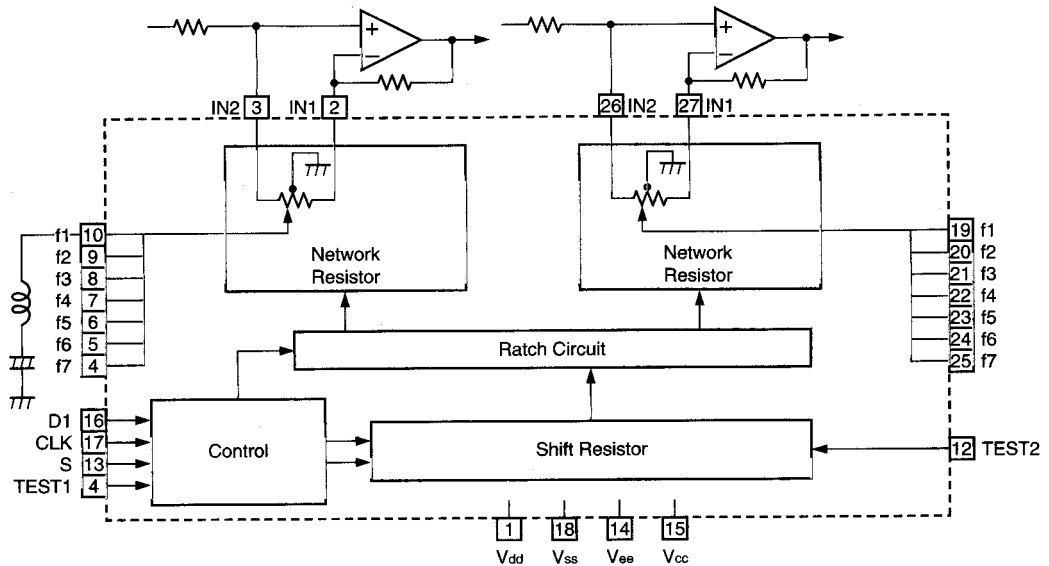 +
−
+
−
IN2 3 IN1 2
26 IN2 27 IN1
Network
Resistor
Network
Resistor
f1 10
f2 9
f3 8
f4 7
f5 6
f6 5
f7 4
19 f1
20 f2
21 f3
22 f4
23 f5
24 f6
25 f7
Ratch Circuit
D1 16
CLK 17
S 13
TEST1 4
Control
Shift Resistor
12 TEST2
1 18 14 15
Vdd Vss Vee Vcc